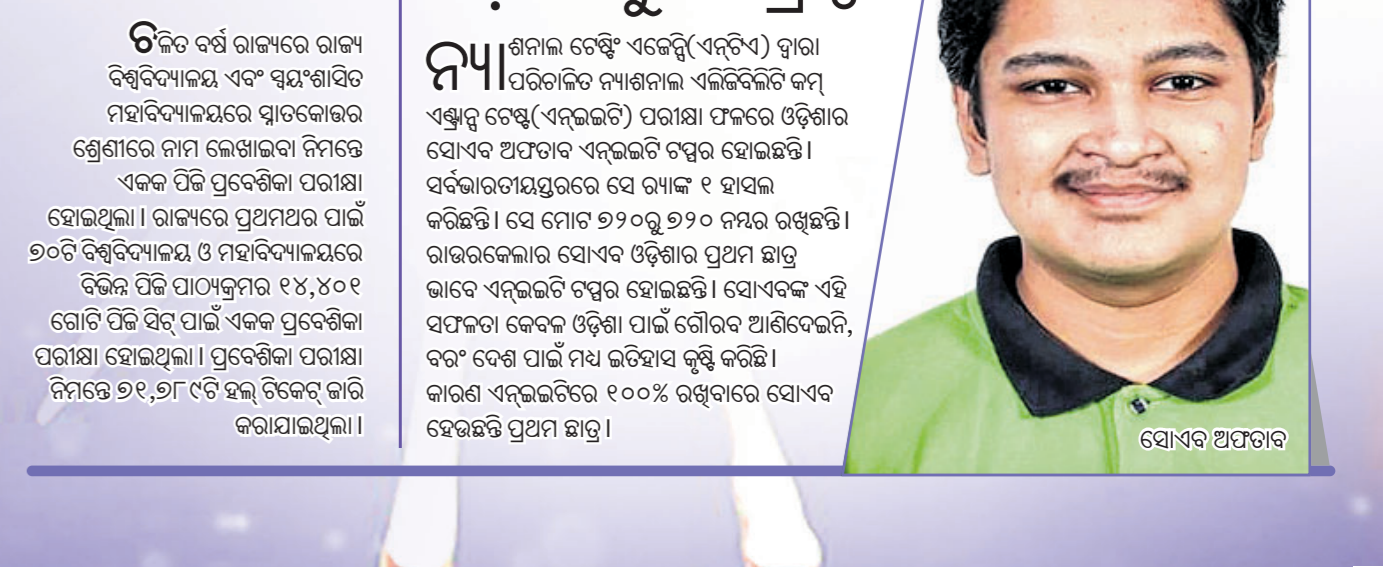 ଚଳିତ ବର୍ଷ ରାଜ୍ୟରେ ରାଜ୍ୟ
ବିଶ୍ୱବିଦ୍ୟାଳୟ ଏବଂ ସ୍ୱୟଂଶାସିତ
ମହାବିଦ୍ୟାଳୟରେ ସ୍ନାତକୋତ୍ତର
ଶ୍ରେଣୀରେ ନାମ ଲେଖାଇବା ନିମନ୍ତେ
ଏକକ ପିଜି ପ୍ରବେଶିକା ପରୀକ୍ଷା
ହୋଇଥିଲା । ରାଜ୍ୟରେ ପ୍ରଥମଥର ପାଇଁ
୭୦ଟି ବିଶ୍ୱବିଦ୍ୟାଳୟ ଓ ମହାବିଦ୍ୟାଳୟରେ
ବିଭିନ୍ନ ପିଜି ପାଠ୍ୟକ୍ରମର ୧୪,୪୦୧
ଗୋଟି ପିଜି ସିଟ୍ ପାଇଁ ଏକକ ପ୍ରବେଶିକା
ପରୀକ୍ଷା ହୋଇଥିଲା । ପ୍ରବେଶିକା ପରୀକ୍ଷା
ନିମନ୍ତେ ୭୧,୭୮୯ଟି ହଲ୍ ଟିକେଟ୍ ଜାରି
କରାଯାଇଥିଲା ।
ନ୍ୟାଶନାଲ ଟେଷ୍ଟିଂ ଏଜେନ୍ସି(ଏନ୍‌ଟିଏ) ଦ୍ୱାରା
ପରିଚାଳିତ ନ୍ୟାଶନାଲ ଏଲିଜିବିଲିଟି କମ୍
ଏଣ୍ଟ୍ରାନ୍ସ ଟେଷ୍ଟ(ଏନ୍‌ଇଇଟି) ପରୀକ୍ଷା ଫଳରେ ଓଡ଼ିଶାର
ସୋଏବ ଅଫତାବ ଏନ୍‌ଇଇଟି ଟପ୍ପର ହୋଇଛନ୍ତି ।
ସର୍ବଭାରତୀୟସ୍ତରରେ ସେ ର‍୍ୟାଙ୍କ ୧ ହାସଲ
କରିଛନ୍ତି । ସେ ମୋଟ ୭୨୦ରୁ ୭୨୦ ନମ୍ବର ରଖିଛନ୍ତି ।
ରାଉରକେଲାର ସୋଏବ ଓଡ଼ିଶାର ପ୍ରଥମ ଛାତ୍ର
ଭାବେ ଏନ୍‌ଇଇଟି ଟପ୍ପର ହୋଇଛନ୍ତି । ସୋଏବଙ୍କ ଏହି
ସଫଳତା କେବଳ ଓଡ଼ିଶା ପାଇଁ ଗୌରବ ଆଣିଦେଇନି,
ବରଂ ଦେଶ ପାଇଁ ମଧ୍ୟ ଇତିହାସ କୃଷ୍ଟି କରିଛି ।
କାରଣ ଏନ୍‌ଇଇଟିରେ ୧୦୦% ରଖିବାରେ ସୋଏବ
ହେଉଛନ୍ତି ପ୍ରଥମ ଛାତ୍ର ।
ସୋଏବ ଅଫତାବ